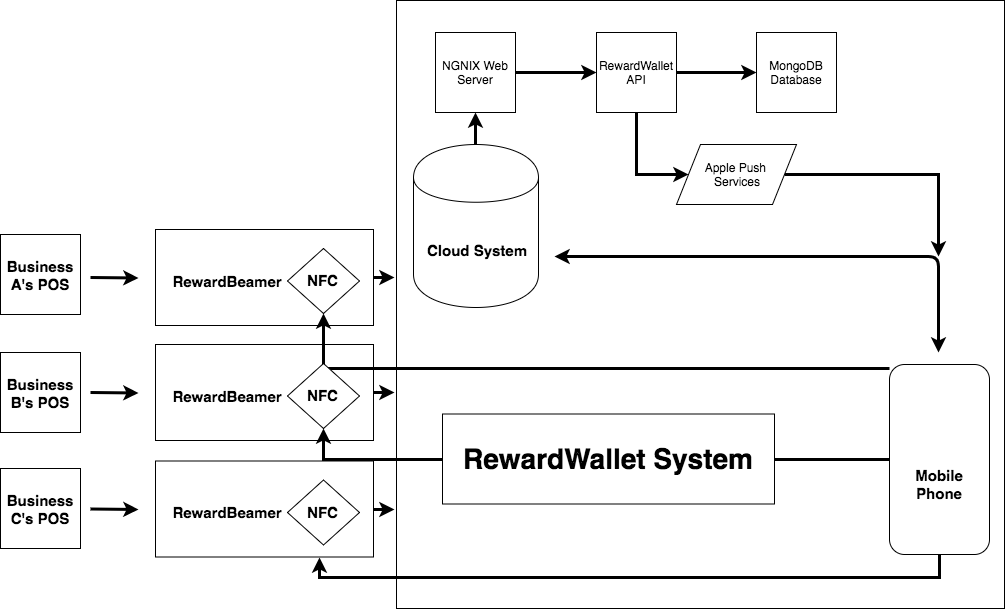 NGNIX Web
Server
RewardWallet
API
MongoDB
Database
Apple Push
Services
Cloud System
Business
A's POS
RewardBeamer
NFC
Business
B's POS
RewardBeamer
NFC
RewardWallet System
Mobile
Phone
Business
C's POS
RewardBeamer
NFC